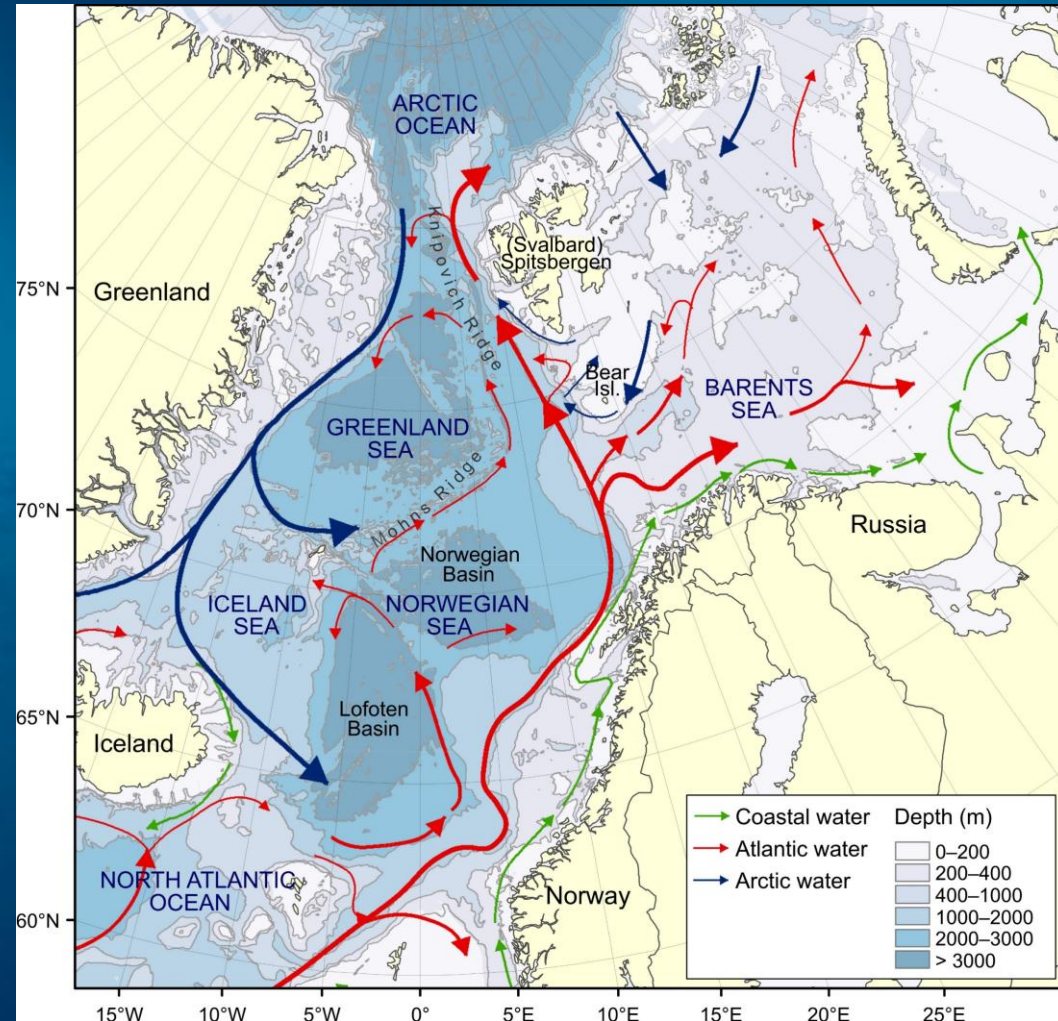 ARCTIC
OCEAN
Knipovich Ridge
(Svalbard)
Spitsbergen
75°N
Greenland
Bear
Isl.
BARENTS
SEA
GREENLAND
SEA
Mohns Ridge
70°N
Russia
Norwegian
Basin
ICELAND
SEA
NORWEGIAN
SEA
65°N
Lofoten
Basin
Iceland
Coastal water
Atlantic water
Arctic water
Depth (m)
0–200
200–400
400–1000
1000–2000
2000–3000
> 3000
NORTH ATLANTIC
OCEAN
Norway
60°N
15°W 10°W 5°W 0° 5°E 10°E 15°E 20°E 25°E